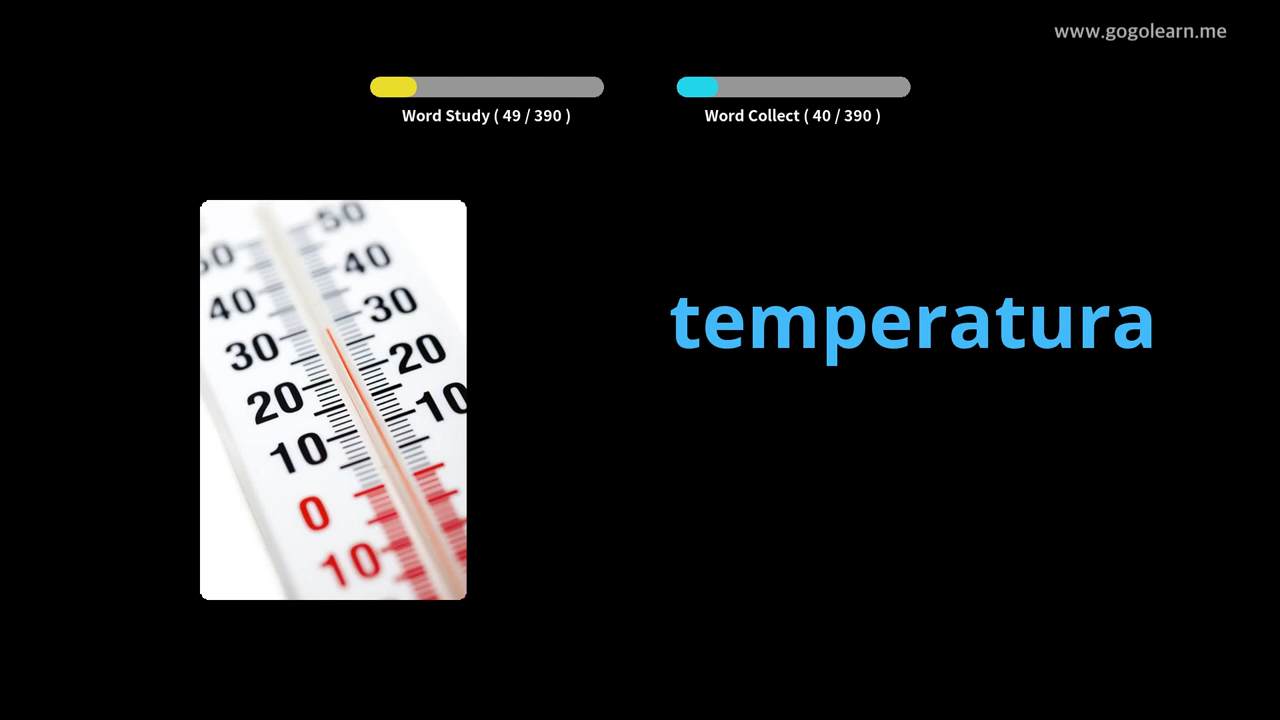 www.gogolearn.me
Word Study ( 49 / 390 )
Word Collect ( 40 / 390 )
temperatura
50
50 40
40 30
30 20
20 10
10
0
10